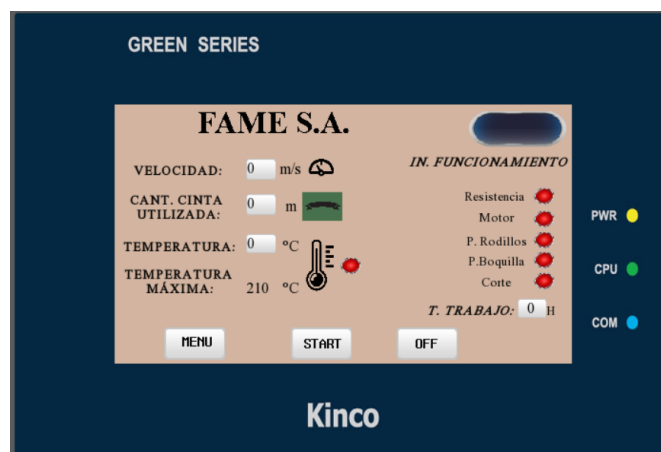 GREEN SERIES
FAME S.A.
IN. FUNCIONAMIENTO
VELOCIDAD: 0 m/s
CANT. CINTA
UTILIZADA: 0 m
TEMPERATURA: 0 ºC
TEMPERATURA
MÁXIMA: 210 ºC
Resistencia
Motor
P. Rodillos
P.Boquilla
Corte
T. TRABAJO: 0 H
MENU
START
OFF
PWR
CPU
COM
Kinco